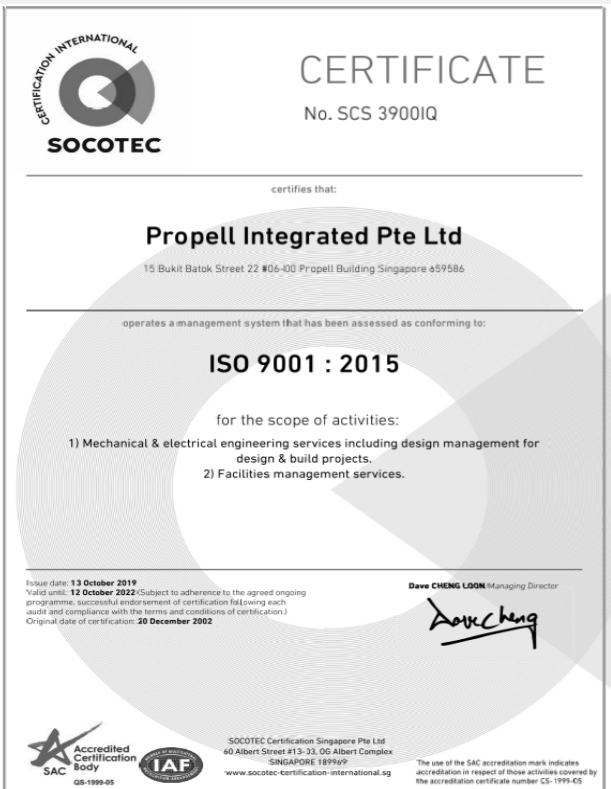 CERTIFICATION INTERNATIONAL
SOCOTEC
CERTIFICATE
No. SCS 3900IQ
certifies that:
Propell Integrated Pte Ltd
15 Bukit Batok Street 22 #06-00 Propell Building Singapore 659586
operates a management system that has been assessed as conforming to:
ISO 9001 : 2015
for the scope of activities:
1) Mechanical & electrical engineering services including design management for
design & build projects.
2) Facilities management services.
Issue date: 13 October 2019
Valid until: 12 October 2022 (Subject to adherence to the agreed ongoing
programme, successful endorsement of certification following each
audit and compliance with the terms and conditions of certification.)
Original date of certification: 20 December 2002
Dave CHENG LOON, Managing Director
Dave Cheng
SAC
Accredited
Certification
Body
QS-1999-05
IAF
SOCOTEC Certification Singapore Pte Ltd
60 Albert Street #13-33, OG Albert Complex
SINGAPORE 189969
www.socotec-certification-international.sg
The use of the SAC accreditation mark indicates
accreditation in respect of those activities covered by
the accreditation certificate number QS-1999-05